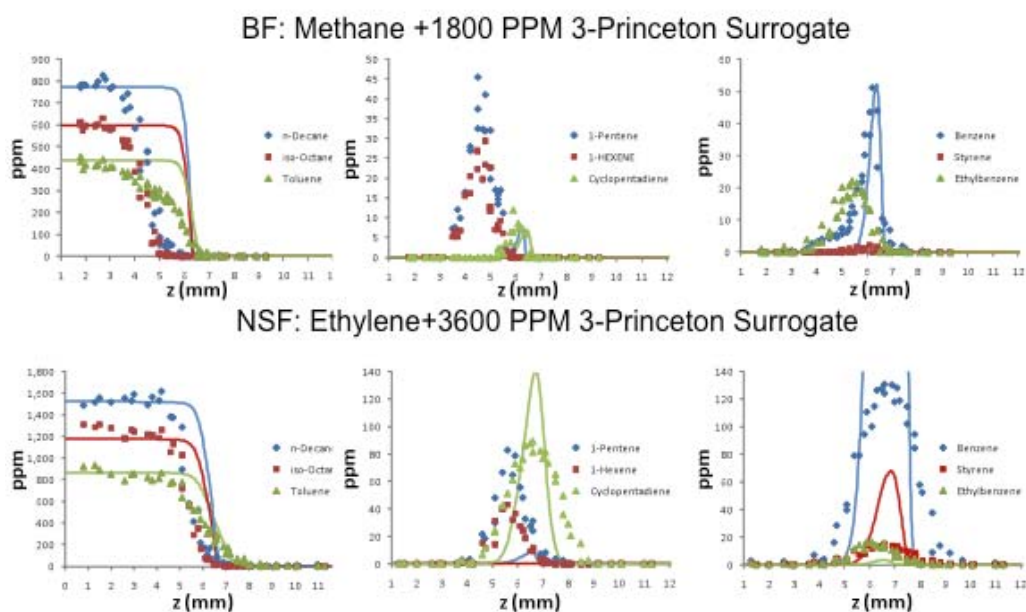 BF: Methane +1800 PPM 3-Princeton Surrogate
ppm
900
800
700
600
500
400
300
200
100
0
1 2 3 4 5 6 7 8 9 10 11 1
z (mm)
n-Decane
iso-Octane
Toluene
ppm
50
45
40
35
30
25
20
15
10
5
0
1 2 3 4 5 6 7 8 9 10 11 12
z (mm)
1-Pentene
1-HEXENE
Cyclopentadiene
ppm
60
50
40
30
20
10
0
1 2 3 4 5 6 7 8 9 10 11 12
z (mm)
Benzene
Styrene
Ethylbenzene
NSF: Ethylene+3600 PPM 3-Princeton Surrogate
ppm
1,800
1,600
1,400
1,200
1,000
800
600
400
200
0
0 1 2 3 4 5 6 7 8 9 10 11
z (mm)
n-Decan
iso-Octan
Toluene
ppm
140
120
100
80
60
40
20
0
1 2 3 4 5 6 7 8 9 10 11 12
z (mm)
1-Pentene
1-Hexene
Cyclopentadiene
ppm
140
120
100
80
60
40
20
0
1 2 3 4 5 6 7 8 9 10 11 12
z (mm)
Benzene
Styrene
Ethylbenzene